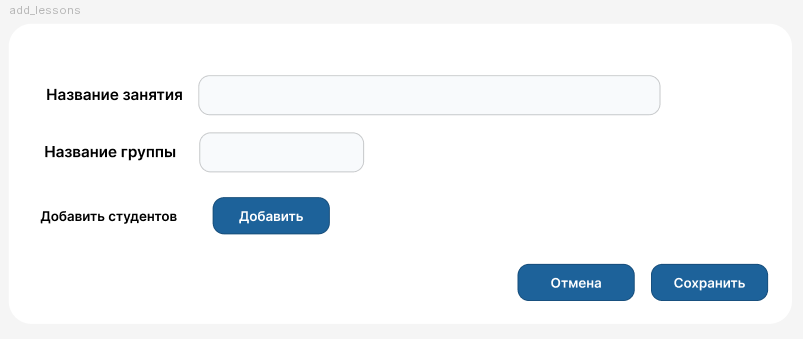 add_lessons
Название занятия
Название группы
Добавить студентов
Добавить
Отмена
Сохранить